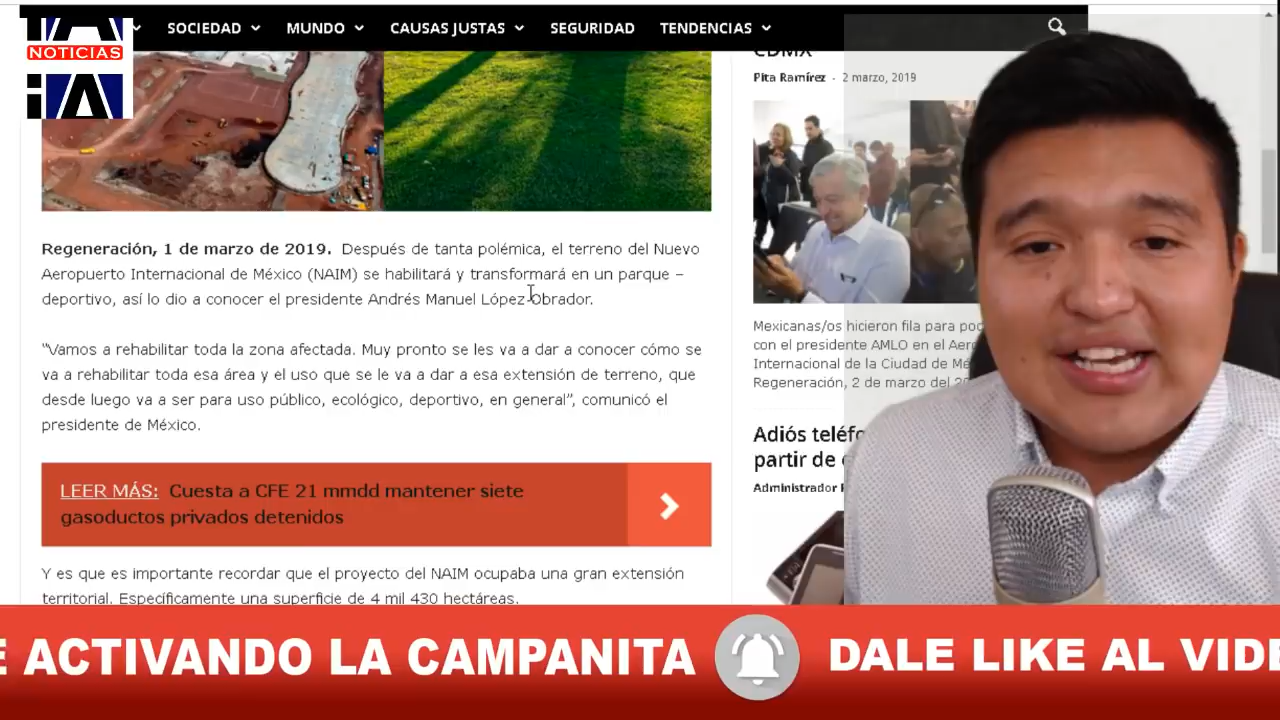 SOCIEDAD MUNDO CAUSAS JUSTAS SEGURIDAD TENDENCIAS
NOTICIAS
CDMX
Pita Ramírez - 2 marzo, 2019
Regeneración, 1 de marzo de 2019. Después de tanta polémica, el terreno del Nuevo
Aeropuerto Internacional de México (NAIM) se habilitará y transformará en un parque –
deportivo, así lo dio a conocer el presidente Andrés Manuel López Obrador.
“Vamos a rehabilitar toda la zona afectada. Muy pronto se les va a dar a conocer cómo se
va a rehabilitar toda esa área y el uso que se le va a dar a esa extensión de terreno, que
desde luego va a ser para uso público, ecológico, deportivo, en general”, comunicó el
presidente de México.
LEER MÁS: Cuesta a CFE 21 mmdd mantener siete
gasoductos privados detenidos
Y es que es importante recordar que el proyecto del NAIM ocupaba una gran extensión
territorial. Específicamente una superficie de 4 mil 430 hectáreas.
Mexicanas/os hicieron fila para
con el presidente AMLO en el
Internacional de la Ciudad de
Regeneración, 2 de marzo del
Adiós
partir de
Administrador
E ACTIVANDO LA CAMPANITA DALE LIKE AL VIDE